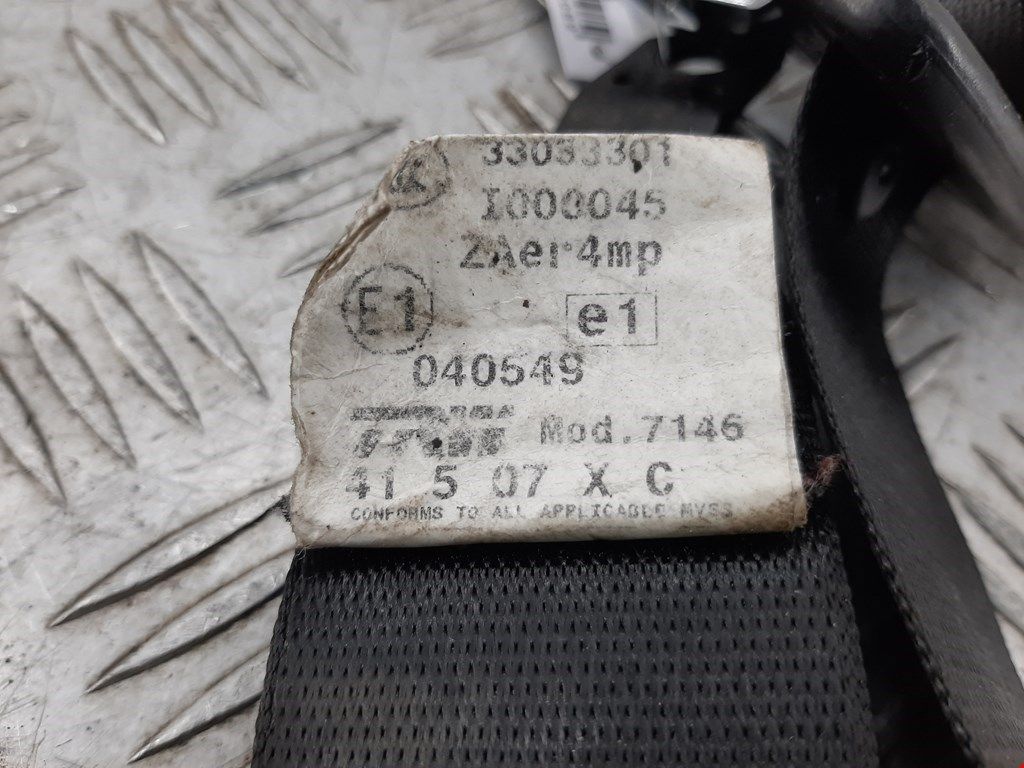 33033301
I000045
ZAer4mp
E1 e1
040549
Mod.7146
41 5 07 X C
CONFORMS TO ALL APPLICABLE MVSS